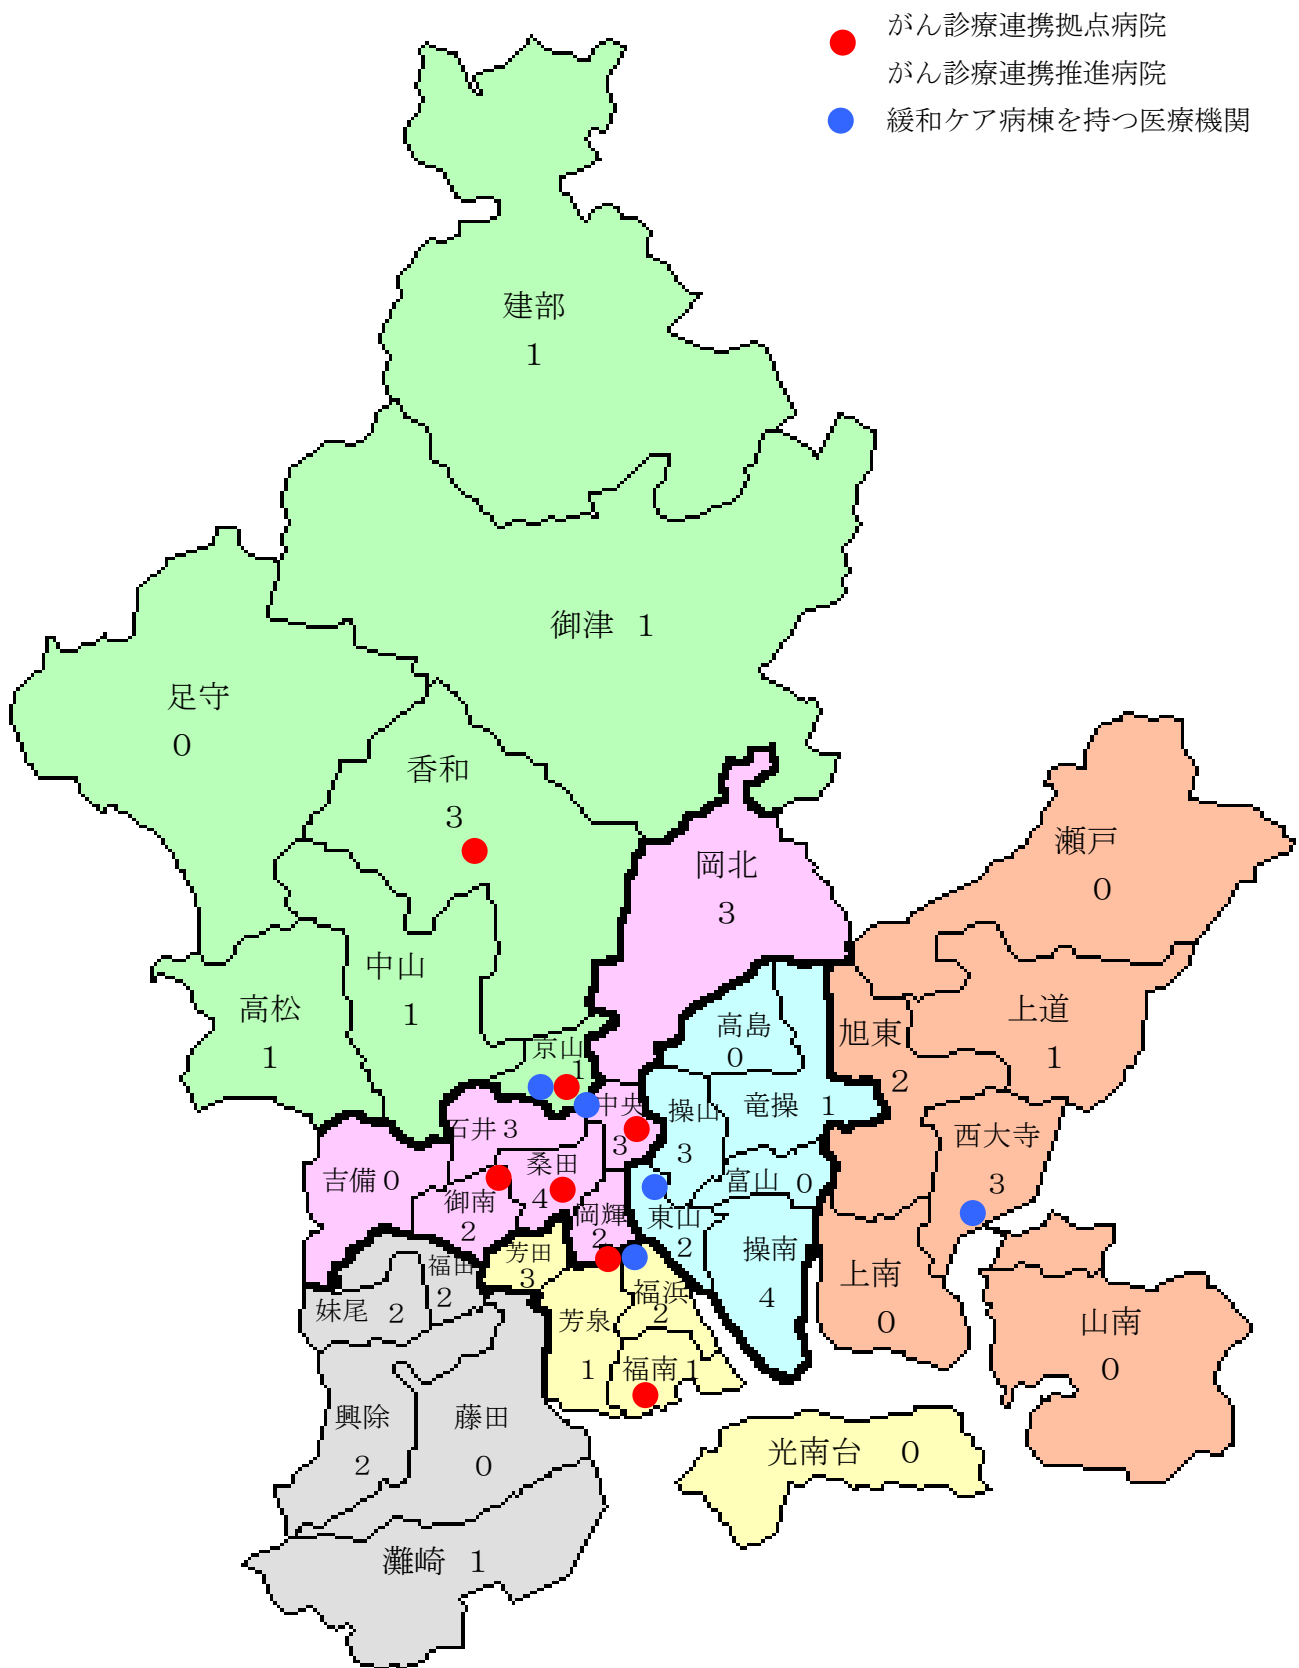 がん診療連携拠点病院
がん診療連携推進病院
緩和ケア病棟を持つ医療機関
建部
1
御津 1
足守
0
香和
3
岡北
3
瀬戸
0
中山
1
高松
1
上道
1
高島
0
旭東
2
京山
1
中央
3
操山
3
竜操 1
石井3
西大寺
3
桑田
4
吉備0
富山 0
御南
2
岡輝
2
東山
2
操南
4
芳田
3
福田
2
上南
0
福浜
2
妹尾 2
芳泉
1
山南
0
福南1
興除
2
藤田
0
光南台 0
灘崎 1